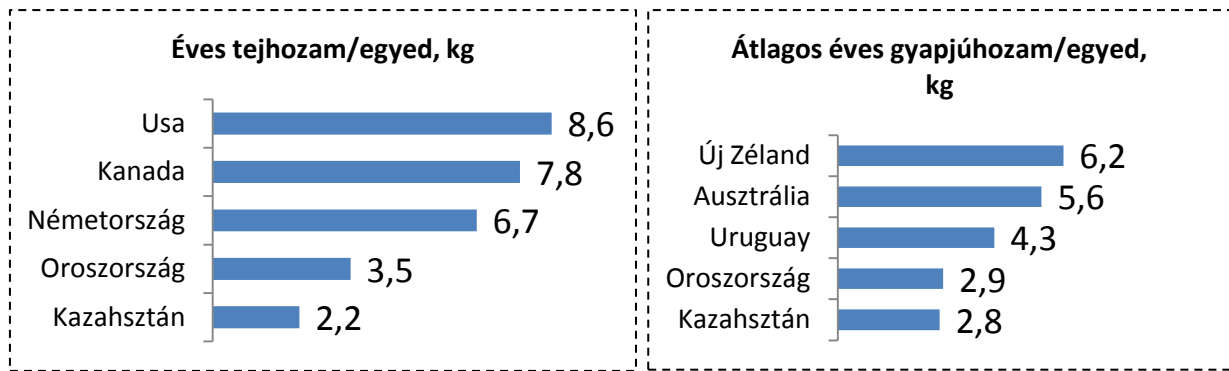 Éves tejhozam/egyed, kg
Usa 8,6
Kanada 7,8
Németország 6,7
Oroszország 3,5
Kazahsztán 2,2
Átlagos éves gyapjúhozam/egyed,
kg
Új Zéland 6,2
Ausztrália 5,6
Uruguay 4,3
Oroszország 2,9
Kazahsztán 2,8